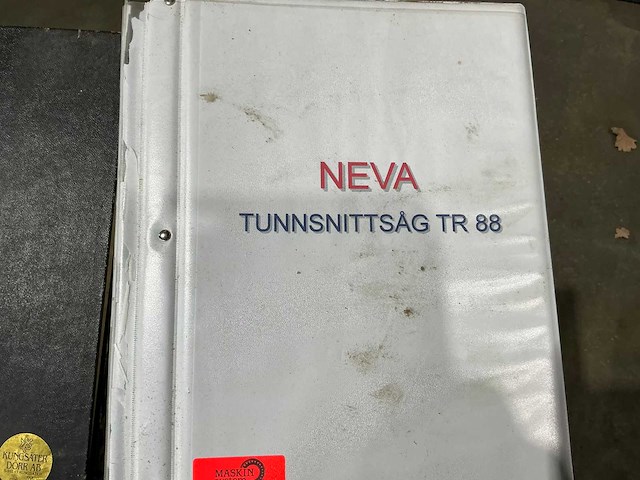 NEVA
TUNNSNITTSÅG TR 88
KUNGSÄTER
DÖRR AB
MASKIN